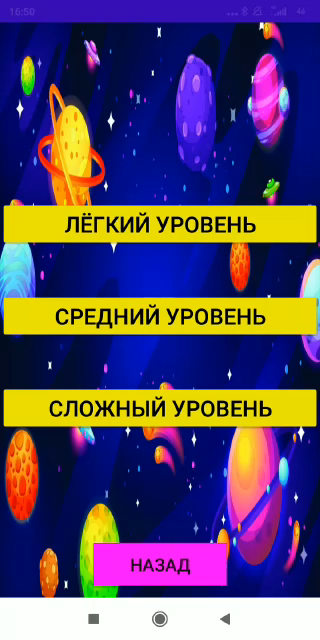 16:50
ЛЁГКИЙ УРОВЕНЬ
СРЕДНИЙ УРОВЕНЬ
СЛОЖНЫЙ УРОВЕНЬ
НАЗАД